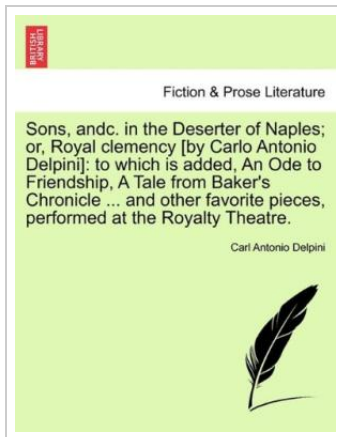 BRITISH
LIBRARY
Fiction & Prose Literature
Sons, andc. in the Deserter of Naples;
or, Royal clemency [by Carlo Antonio
Delpini]: to which is added, An Ode to
Friendship, A Tale from Baker's
Chronicle ... and other favorite pieces,
performed at the Royalty Theatre.
Carl Antonio Delpini